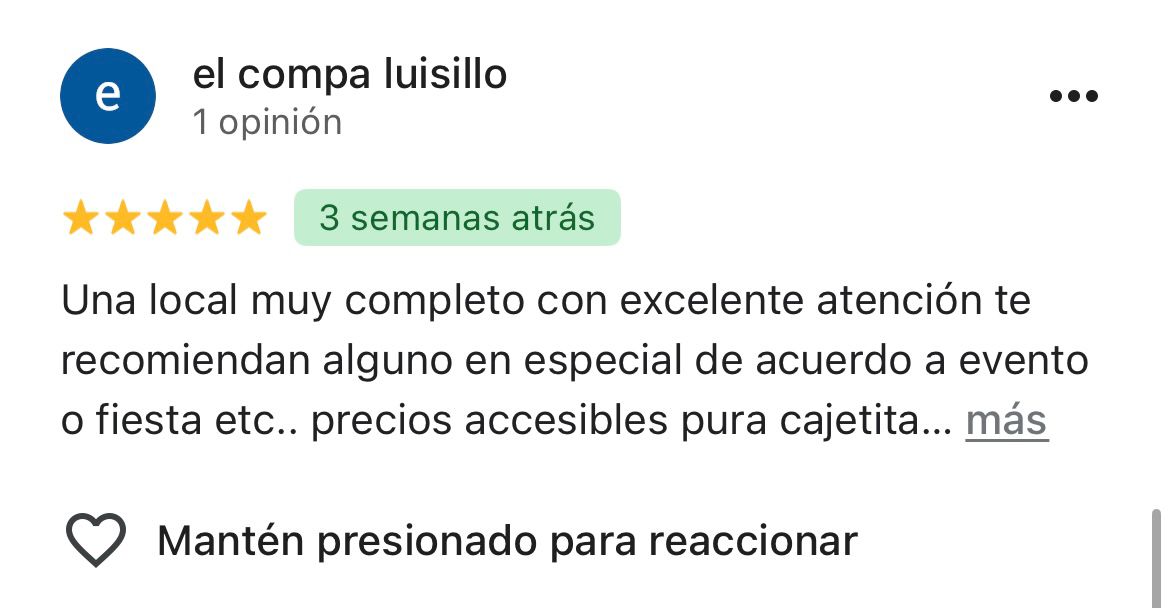 e
el compa luisillo
1 opinión
3 semanas atrás
Una local muy completo con excelente atención te
recomiendan alguno en especial de acuerdo a evento
o fiesta etc.. precios accesibles pura cajetita... más
Mantén presionado para reaccionar